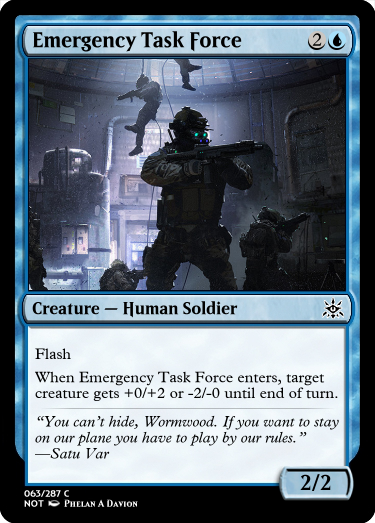 Emergency Task Force 2
Creature — Human Soldier
Flash
When Emergency Task Force enters, target
creature gets +0/+2 or -2/-0 until end of turn.
“You can't hide, Wormwood. If you want to stay
on our plane you have to play by our rules.”
—Satu Var
2/2
063/287 C
NOT Phelan A Davion